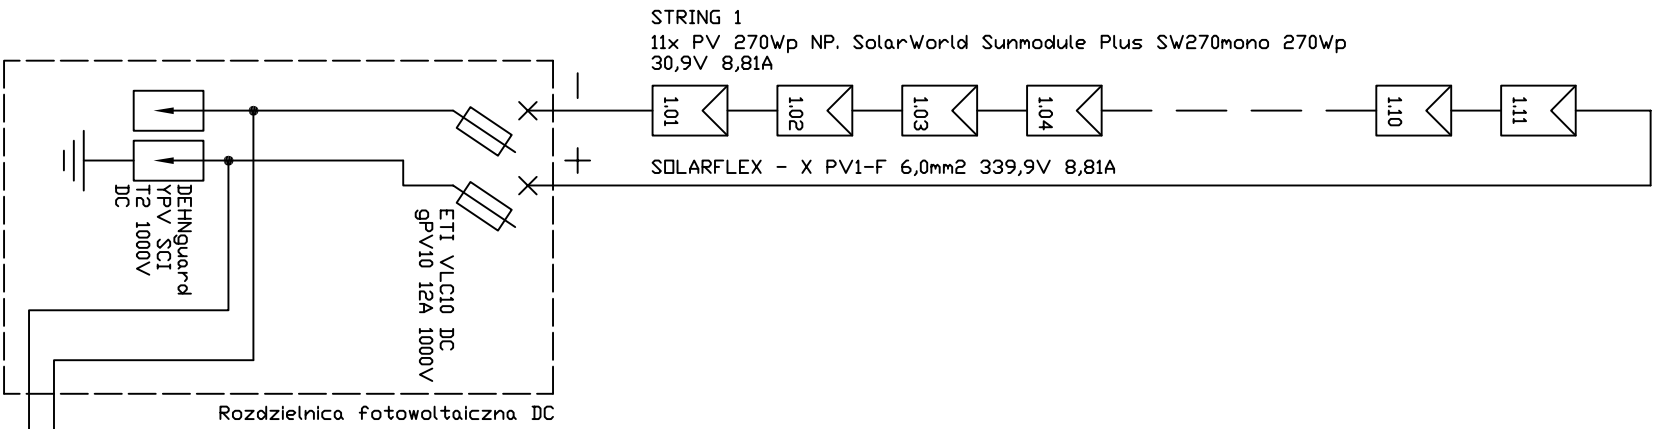 STRING 1
11x PV 270Wp NP. SolarWorld Sunmodule Plus SW270mono 270Wp
30,9V 8,81A
1.01
1.02
1.03
1.04
1.10
1.11
SOLARFLEX - X PV1-F 6,0mm2 339,9V 8,81A
DEHNguard
YPV SCI
T2 1000V
DC
ETI VLC10 DC
gPV10 12A 1000V
Rozdzielnica fotowoltaiczna DC